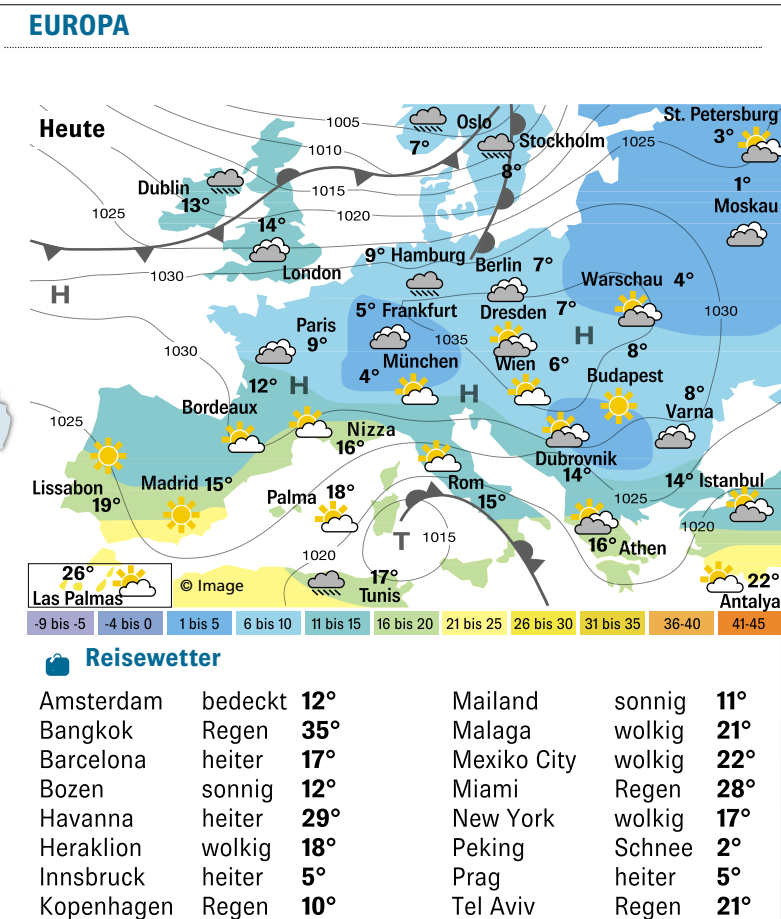 EUROPA
Heute
1005
Oslo
7°
St. Petersburg
3°
1010
Stockholm
8°
1025
Dublin
13°
1015
1°
Moskau
1025
14°
1020
London
9° Hamburg
Berlin 7°
1030
Warschau 4°
H
5° Frankfurt
Dresden 7°
1030
Paris
9°
1035
H
1030
München
4°
Wien 6°
8°
Budapest
12°
H
H
Bordeaux
8°
Varna
1025
Nizza
16°
Dubrovnik
14°
Lissabon
19°
Madrid 15°
Palma 18°
Rom
15°
14° Istanbul
1025
1020
T
1015
16° Athen
1020
26°
Las Palmas
© Image
17°
Tunis
22°
Antalya
-9 bis -5 -4 bis 0 1 bis 5 6 bis 10 11 bis 15 16 bis 20 21 bis 25 26 bis 30 31 bis 35 36-40 41-45
Reisewetter
Amsterdam bedeckt 12°
Bangkok Regen 35°
Barcelona heiter 17°
Bozen sonnig 12°
Havanna heiter 29°
Heraklion wolkig 18°
Innsbruck heiter 5°
Kopenhagen Regen 10°
Mailand sonnig 11°
Malaga wolkig 21°
Mexiko City wolkig 22°
Miami Regen 28°
New York wolkig 17°
Peking Schnee 2°
Prag heiter 5°
Tel Aviv Regen 21°